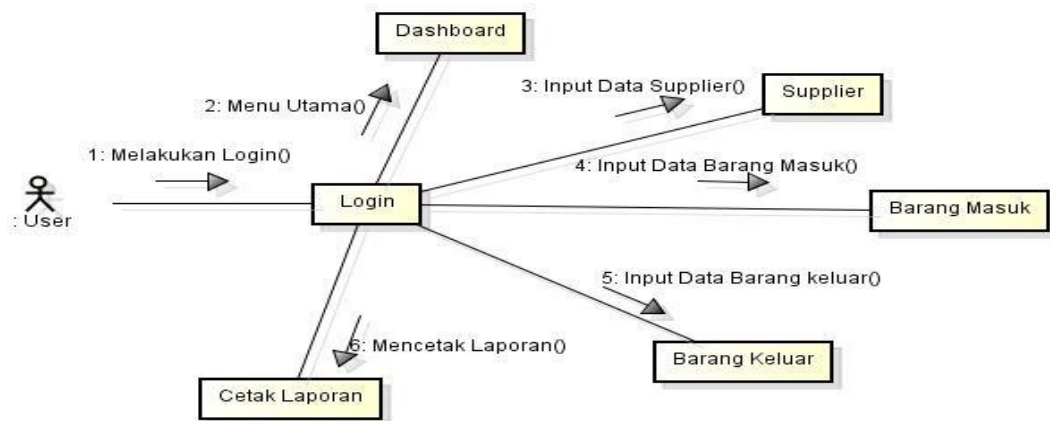 Dashboard
3: Input Data Supplier()
Supplier
2: Menu Utama()
1: Melakukan Login()
4: Input Data Barang Masuk()
Login
Barang Masuk
: User
5: Input Data Barang keluar()
6: Mencetak Laporan()
Barang Keluar
Cetak Laporan